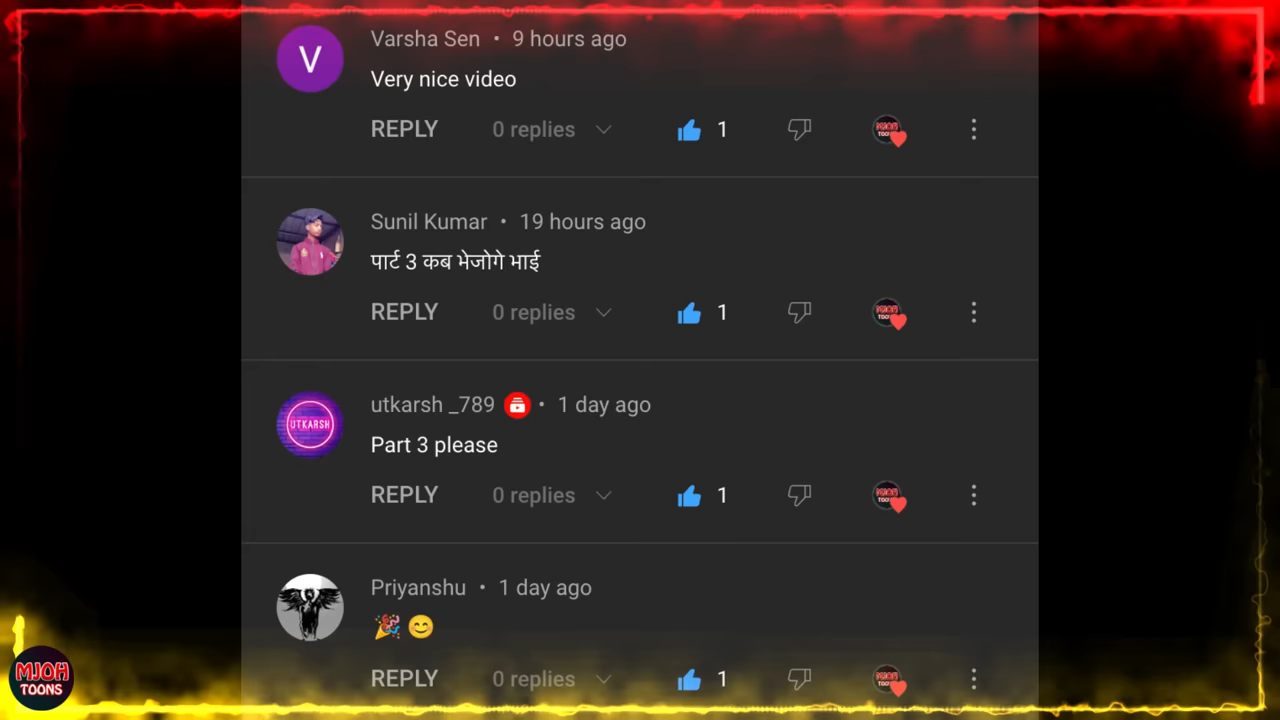 V
Varsha Sen • 9 hours ago
Very nice video
REPLY 0 replies 1
Sunil Kumar • 19 hours ago
पार्ट 3 कब भेजोगे भाई
REPLY 0 replies 1
utkarsh _789 • 1 day ago
UTKARSH
Part 3 please
REPLY 0 replies 1
Priyanshu • 1 day ago
🎉 😊
REPLY 0 replies 1
MJOH
TOONS